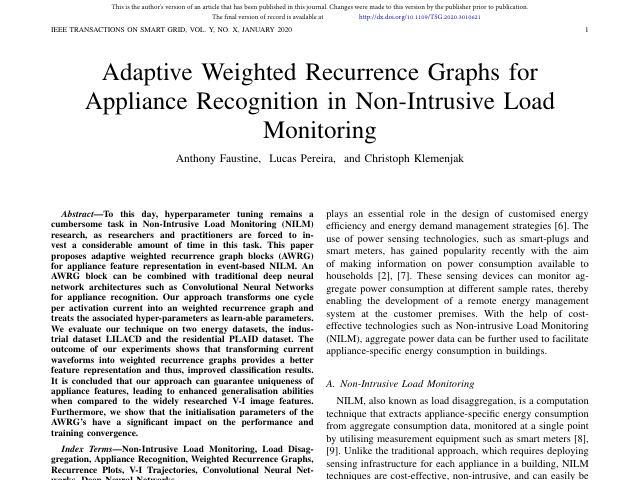 This is the author's version of an article that has been published in this journal. Changes were made to this version by the publisher prior to publication.
The final version of record is available at http://dx.doi.org/10.1109/TSG.2020.3010621
IEEE TRANSACTIONS ON SMART GRID, VOL. Y, NO. X, JANUARY 2020 1
Adaptive Weighted Recurrence Graphs for
Appliance Recognition in Non-Intrusive Load
Monitoring
Anthony Faustine, Lucas Pereira, and Christoph Klemenjak
Abstract—To this day, hyperparameter tuning remains a
cumbersome task in Non-Intrusive Load Monitoring (NILM)
research, as researchers and practitioners are forced to in-
vest a considerable amount of time in this task. This paper
proposes adaptive weighted recurrence graph blocks (AWRG)
for appliance feature representation in event-based NILM. An
AWRG can be combined with traditional deep neural
network architectures such as Convolutional Neural Networks
for appliance recognition. Our approach transforms one cycle
per activation current into an weighted recurrence graph and
treats the associated hyper-parameters as learn-able parameters.
We evaluate our technique on two energy datasets, the indus-
trial dataset LILACD and the residential PLAID dataset. The
outcome of our experiments shows that transforming current
waveforms into weighted recurrence graphs provides a better
feature representation and thus, improved classification results.
It is concluded that our approach can guarantee uniqueness of
appliance features, leading to enhanced generalisation abilities
when compared to the widely researched V-I image features.
Furthermore, we show that the initialisation parameters of the
AWRG's have a significant impact on the performance and
training convergence.
Index Terms—Non-Intrusive Load Monitoring, Load Disag-
gregation, Appliance Recognition, Weighted Recurrence Graphs,
Recurrence Plots, V-I Trajectories, Convolutional Neural Net-
works, Deep Neural Networks
plays an essential role in the design of customised energy
efficiency and energy demand management strategies [6]. The
use of power sensing technologies, such as smart-plugs and
smart meters, has gained popularity recently with the aim
of making information on power consumption available to
households [2], [7]. These sensing devices can monitor ag-
gregate power consumption at different sample rates, thereby
enabling the development of a remote energy management
system at the customer premises. With the help of cost-
effective technologies such as Non-intrusive Load Monitoring
(NILM), aggregate power data can be further used to facilitate
appliance-specific energy consumption in buildings.
A. Non-Intrusive Load Monitoring
NILM, also known as load disaggregation, is a computation
technique that extracts appliance-specific energy consumption
from aggregate consumption data, monitored at a single point
by utilising measurement equipment such as smart meters [8],
[9]. Unlike the traditional approach, which requires deploying
sensing infrastructure for each appliance in a building, NILM
techniques are cost-effective, non-intrusive, and can easily be